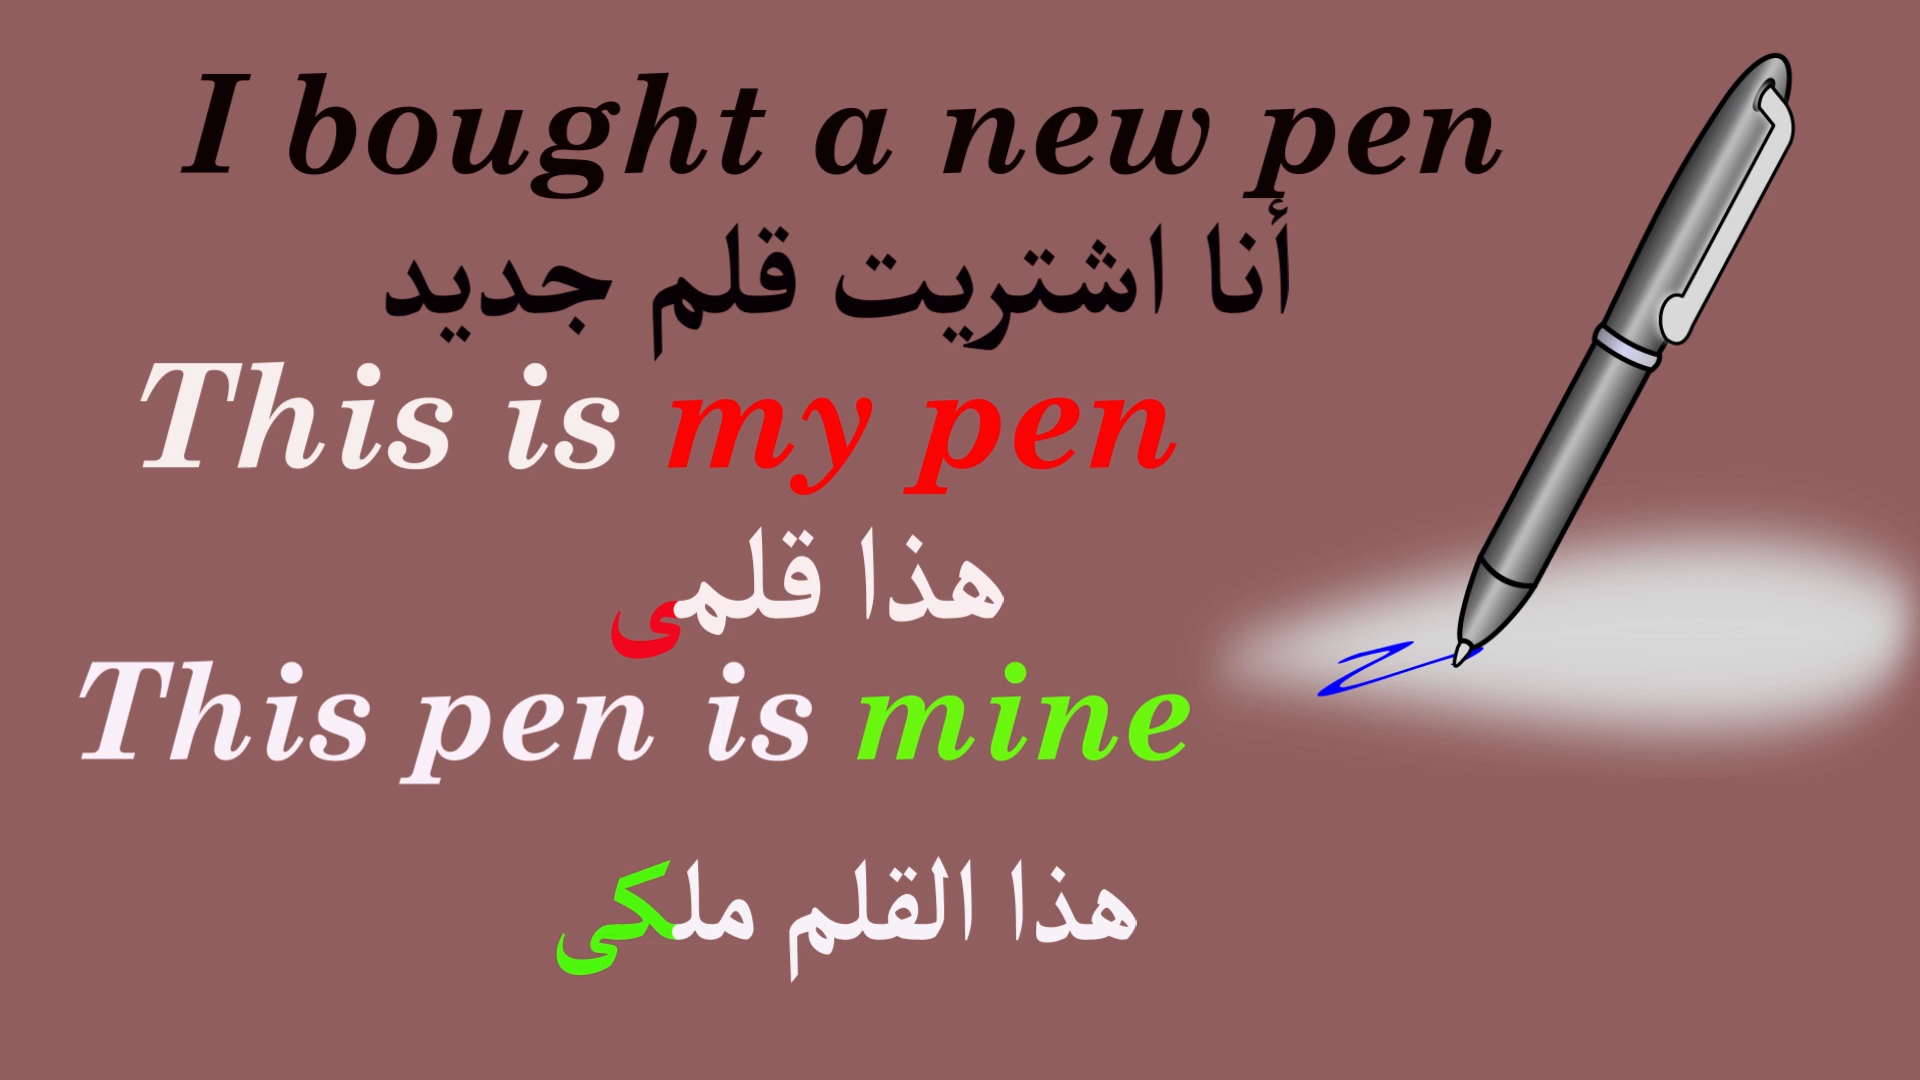 I bought a new pen
أنا اشتريت قلم جديد
This is my pen
هذا قلمى
This pen is mine
هذا القلم ملكى